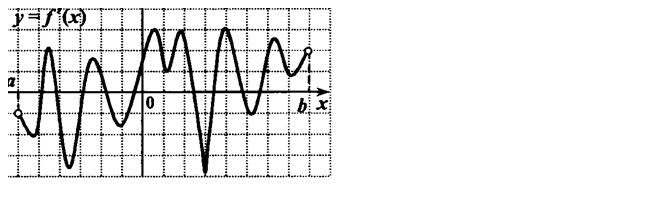 y = f'(x)
a
0
b x